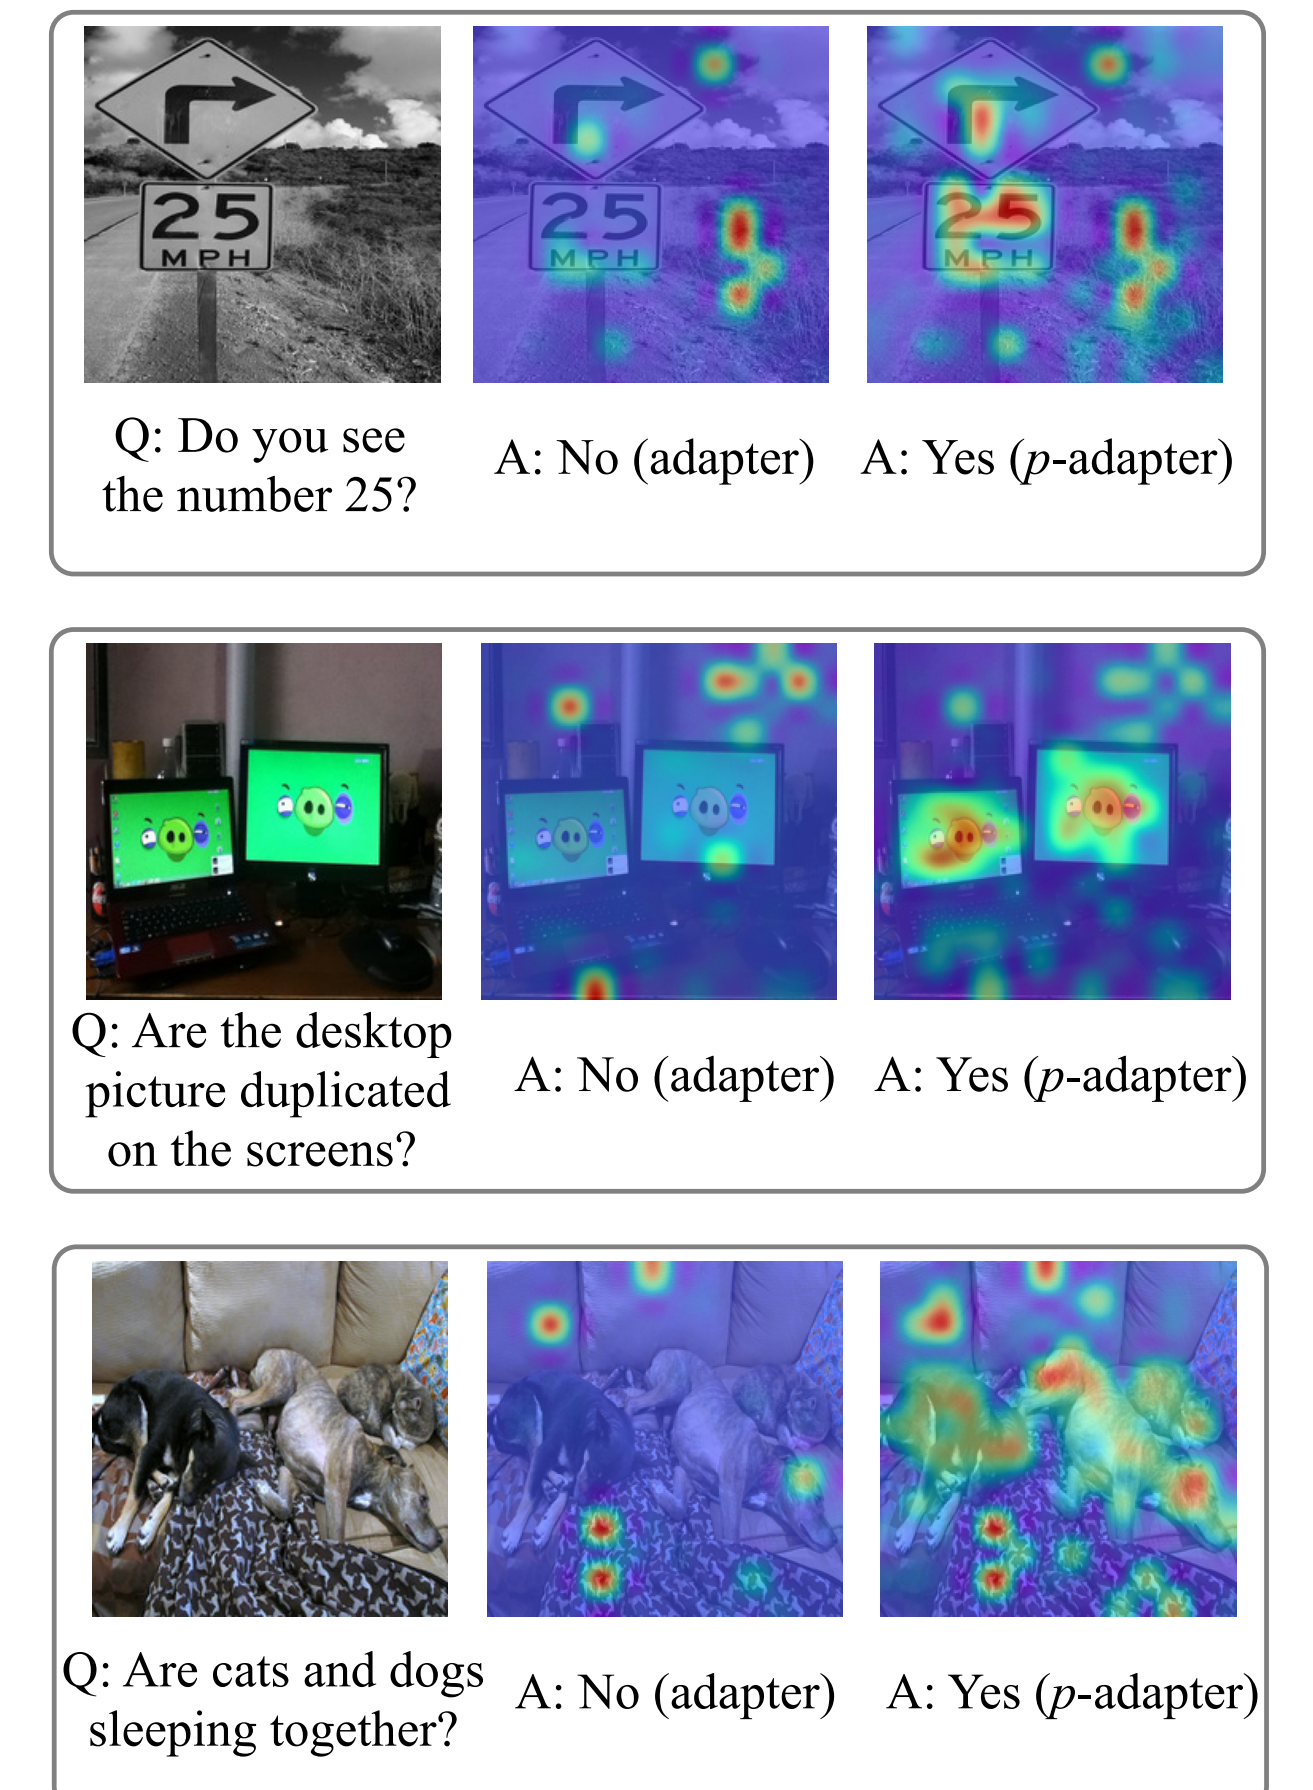 25
MPH
25
MPH
25
MPH
Q: Do you see
the number 25?
A: No (adapter)
A: Yes (p-adapter)
Q: Are the desktop
picture duplicated
on the screens?
A: No (adapter)
A: Yes (p-adapter)
Q: Are cats and dogs
sleeping together?
A: No (adapter)
A: Yes (p-adapter)